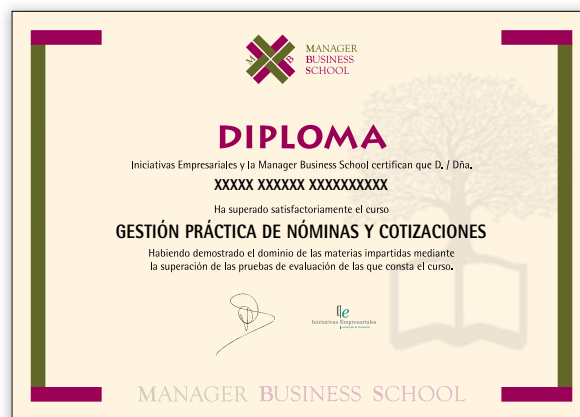 M B
MANAGER
BUSINESS
SCHOOL
DIPLOMA
Iniciativas Empresariales y la Manager Business School certifican que D. / Dña.
XXXXX XXXXXX XXXXXXXXXX
Ha superado satisfactoriamente el curso
GESTIÓN PRÁCTICA DE NÓMINAS Y COTIZACIONES
Habiendo demostrado el dominio de las materias impartidas mediante
la superación de las pruebas de evaluación de las que consta el curso.
Iniciativas Empresariales
MANAGER BUSINESS SCHOOL